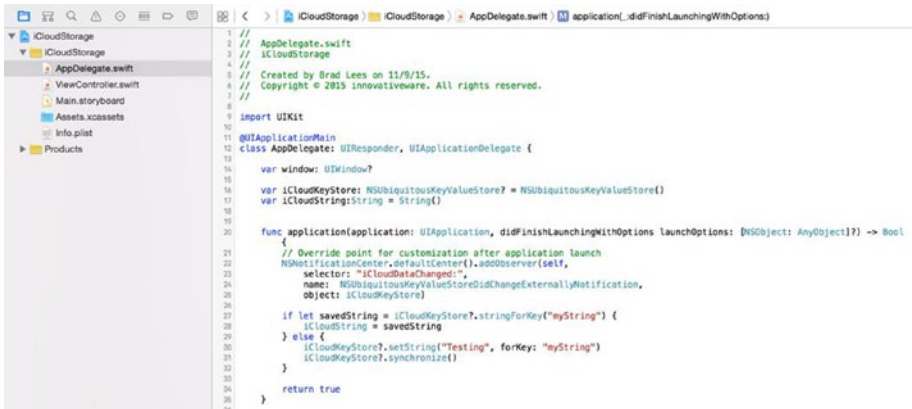 iCloudStorage
iCloudStorage
AppDelegate.swift
ViewController.swift
Main.storyboard
Assets.xcassets
Info.plist
Products
iCloudStorage ⟩ iCloudStorage ⟩ AppDelegate.swift ⟩ M application(_:didFinishLaunchingWithOptions:)
1 //
2 //  AppDelegate.swift
3 //  iCloudStorage
4 //
5 //  Created by Brad Lees on 11/9/15.
6 //  Copyright © 2015 innovativeware. All rights reserved.
7 //
8
9 import UIKit
10
11 @UIApplicationMain
12 class AppDelegate: UIResponder, UIApplicationDelegate {
13
14     var window: UIWindow?
15
16     var iCloudKeyStore: NSUbiquitousKeyValueStore? = NSUbiquitousKeyValueStore()
17     var iCloudString:String = String()
18
19
20     func application(application: UIApplication, didFinishLaunchingWithOptions launchOptions: [NSObject: AnyObject]?) -> Bool
{
21         // Override point for customization after application launch
22         NSNotificationCenter.defaultCenter().addObserver(self,
23             selector: "iCloudDataChanged:",
24             name:  NSUbiquitousKeyValueStoreDidChangeExternallyNotification,
25             object: iCloudKeyStore)
26
27         if let savedString = iCloudKeyStore?.stringForKey("myString") {
28             iCloudString = savedString
29         } else {
30             iCloudKeyStore?.setString("Testing", forKey: "myString")
31             iCloudKeyStore?.synchronize()
32         }
33
34         return true
35     }